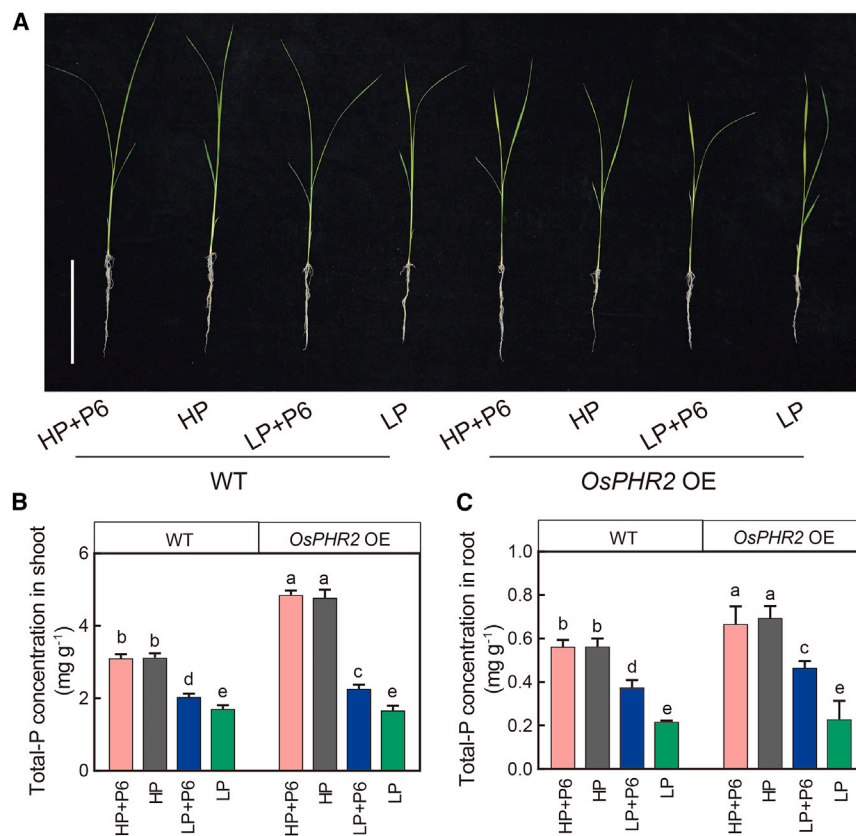 A
HP+P6 HP LP+P6 LP HP+P6 HP LP+P6 LP
WT OsPHR2 OE
B
WT OsPHR2 OE
Total-P concentration in shoot
(mg g-1)
6
4
2
0
b b d e a a c e
HP+P6 HP LP+P6 LP HP+P6 HP LP+P6 LP
C
WT OsPHR2 OE
Total-P concentration in root
(mg g-1)
1.0
0.8
0.6
0.4
0.2
0.0
b b d e a a c e
HP+P6 HP LP+P6 LP HP+P6 HP LP+P6 LP